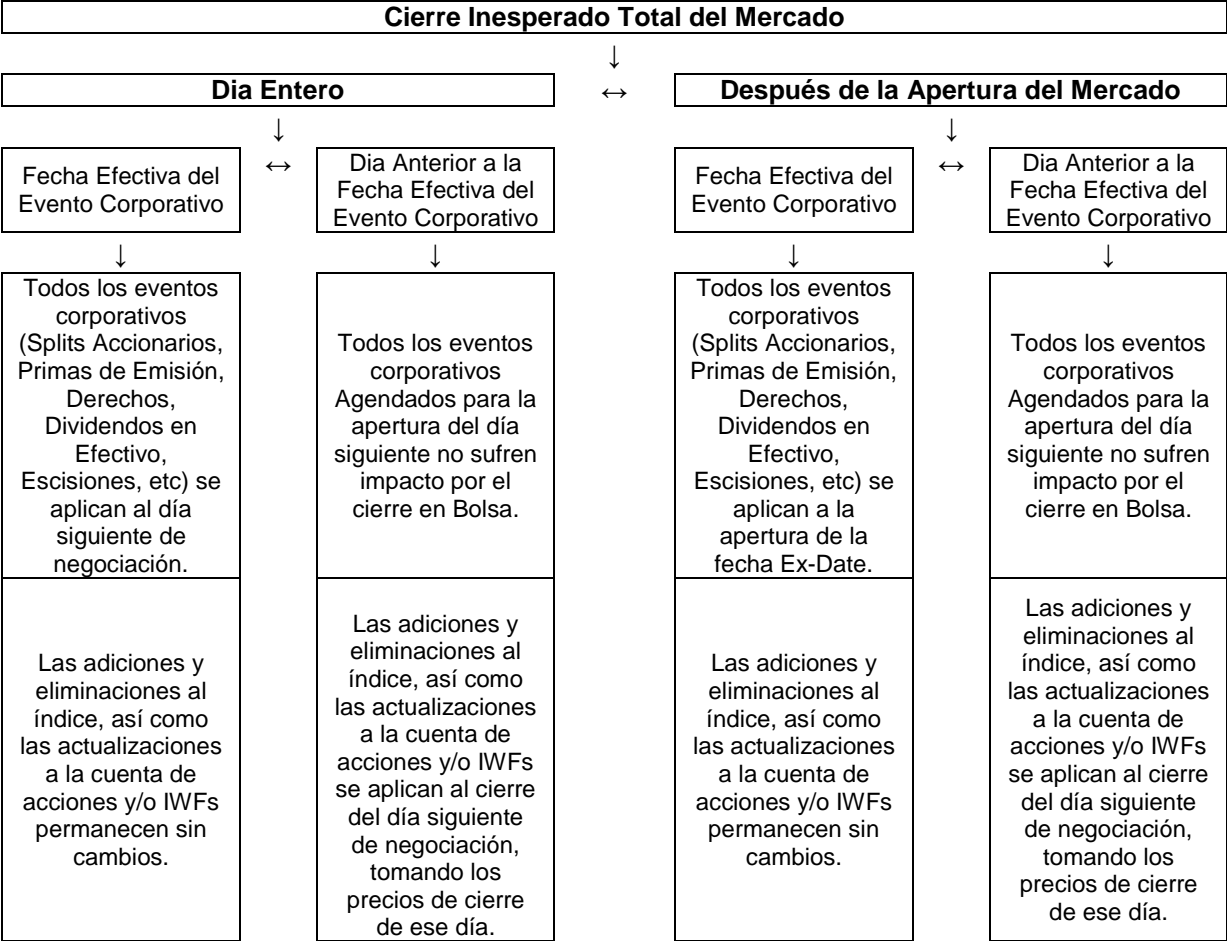 Cierre Inesperado Total del Mercado
↓
Dia Entero
↔
Después de la Apertura del Mercado
↓
↓
Fecha Efectiva del
Evento Corporativo
↔
Dia Anterior a la
Fecha Efectiva del
Evento Corporativo
Fecha Efectiva del
Evento Corporativo
↔
Dia Anterior a la
Fecha Efectiva del
Evento Corporativo
↓
↓
↓
↓
Todos los eventos
corporativos
(Splits Accionarios,
Primas de Emisión,
Derechos,
Dividendos en
Efectivo,
Escisiones, etc) se
aplican al día
siguiente de
negociación.
Todos los eventos
corporativos
Agendados para la
apertura del día
siguiente no sufren
impacto por el
cierre en Bolsa.
Todos los eventos
corporativos
(Splits Accionarios,
Primas de Emisión,
Derechos,
Dividendos en
Efectivo,
Escisiones, etc) se
aplican a la
apertura de la
fecha Ex-Date.
Todos los eventos
corporativos
Agendados para la
apertura del día
siguiente no sufren
impacto por el
cierre en Bolsa.
Las adiciones y
eliminaciones al
índice, así como
las actualizaciones
a la cuenta de
acciones y/o IWFs
permanecen sin
cambios.
Las adiciones y
eliminaciones al
índice, así como
las actualizaciones
a la cuenta de
acciones y/o IWFs
se aplican al cierre
del día siguiente
de negociación,
tomando los
precios de cierre
de ese día.
Las adiciones y
eliminaciones al
índice, así como
las actualizaciones
a la cuenta de
acciones y/o IWFs
permanecen sin
cambios.
Las adiciones y
eliminaciones al
índice, así como
las actualizaciones
a la cuenta de
acciones y/o IWFs
se aplican al cierre
del día siguiente
de negociación,
tomando los
precios de cierre
de ese día.